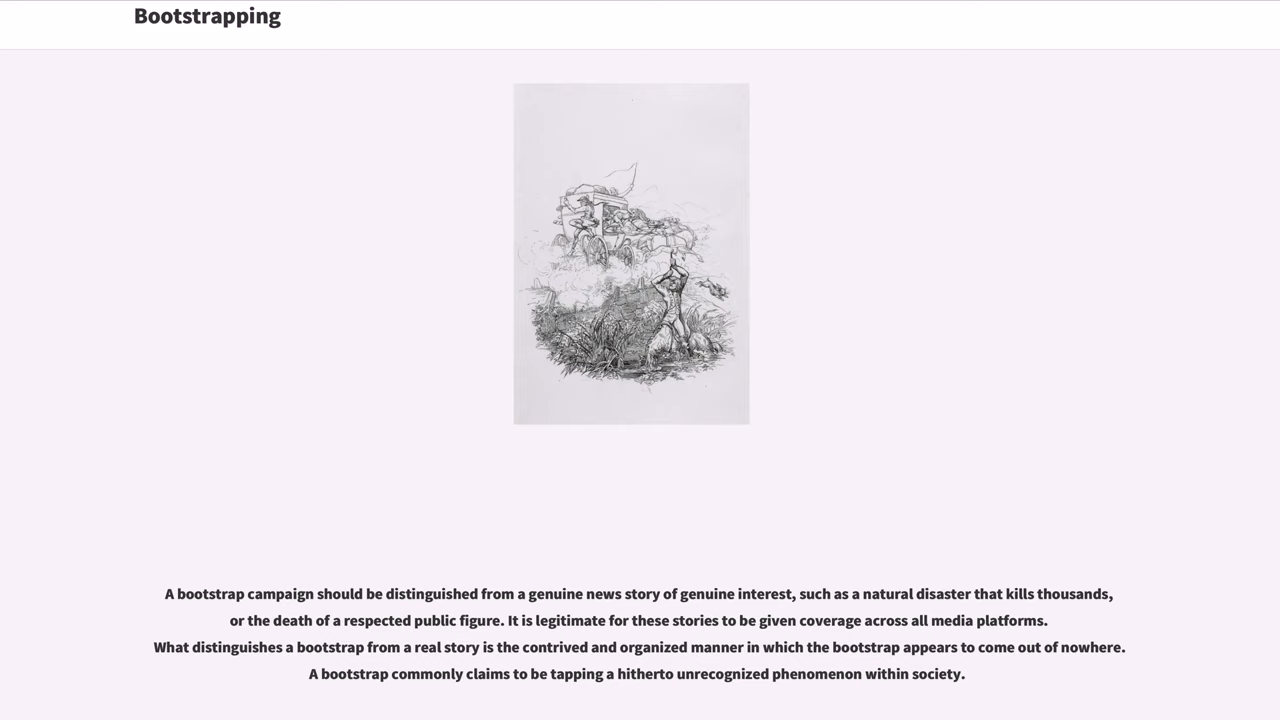 Bootstrapping
A bootstrap campaign should be distinguished from a genuine news story of genuine interest, such as a natural disaster that kills thousands,
or the death of a respected public figure. It is legitimate for these stories to be given coverage across all media platforms.
What distinguishes a bootstrap from a real story is the contrived and organized manner in which the bootstrap appears to come out of nowhere.
A bootstrap commonly claims to be tapping a hitherto unrecognized phenomenon within society.